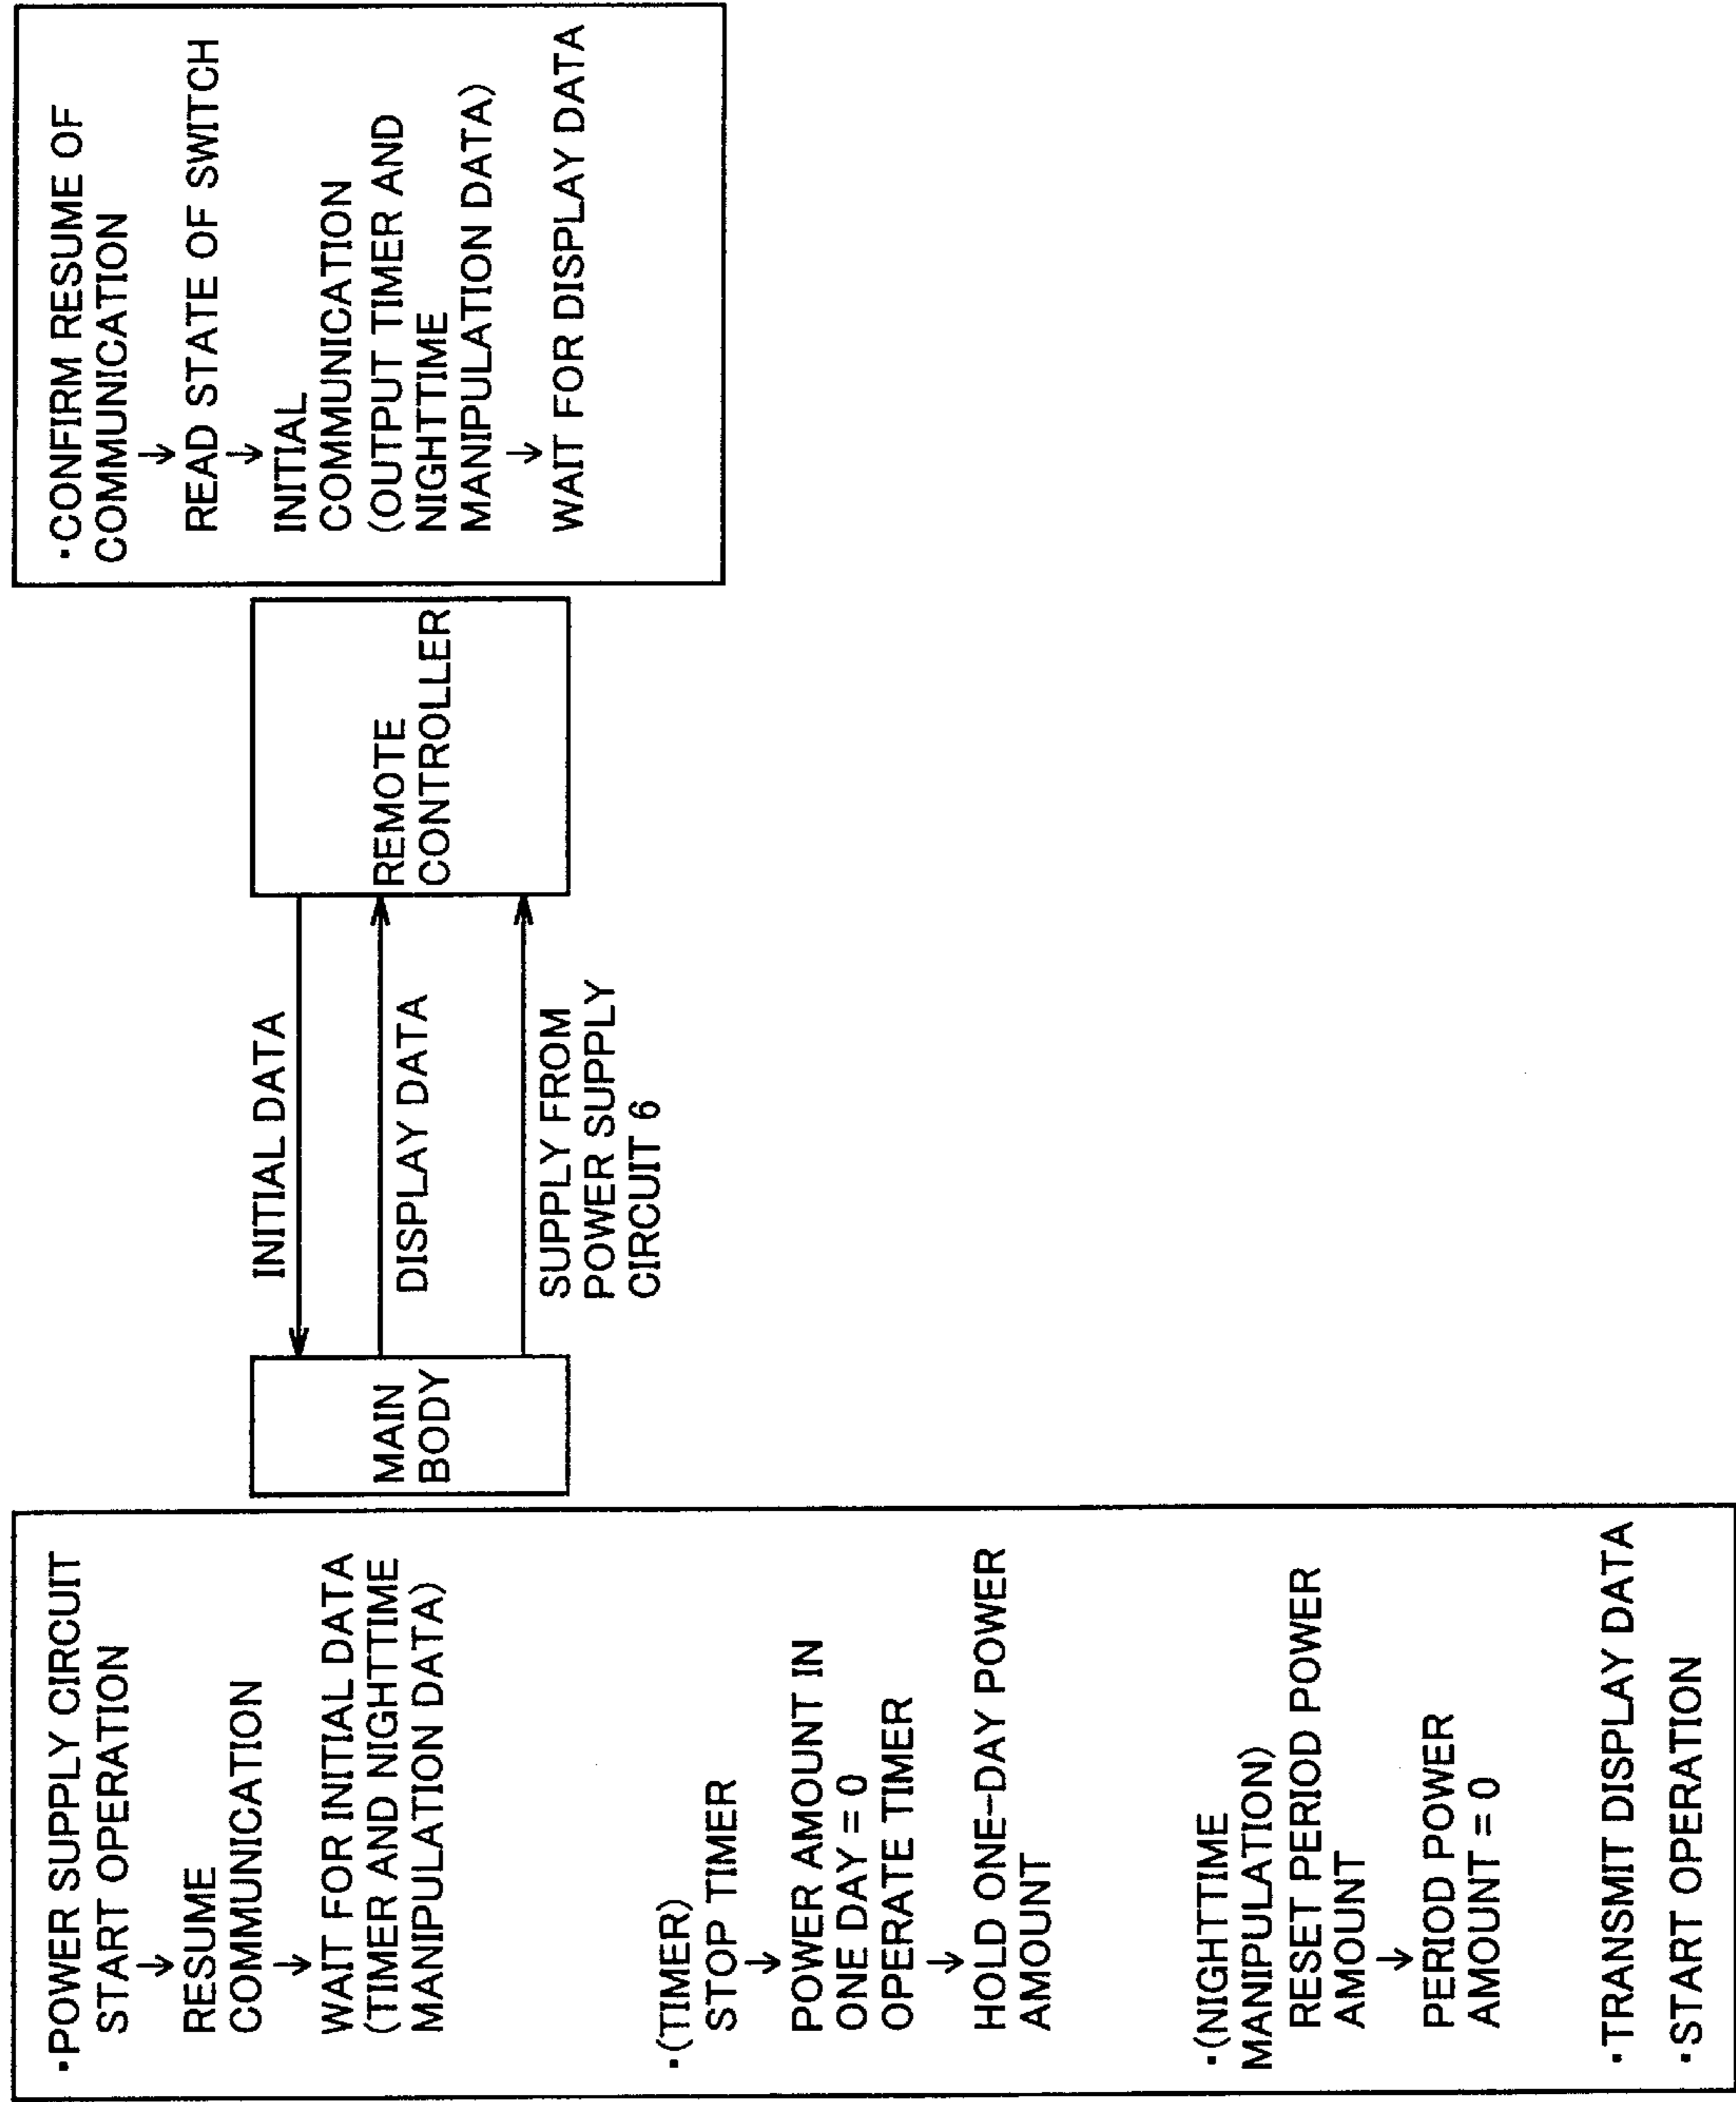 ·POWER SUPPLY CIRCUIT
START OPERATION
↓
RESUME
COMMUNICATION
↓
WAIT FOR INITIAL DATA
(TIMER AND NIGHTTIME
MANIPULATION DATA)
·(TIMER)
STOP TIMER
↓
POWER AMOUNT IN
ONE DAY = 0
OPERATE TIMER
↓
HOLD ONE-DAY POWER
AMOUNT
·(NIGHTTIME
MANIPULATION)
RESET PERIOD POWER
AMOUNT
↓
PERIOD POWER
AMOUNT = 0
·TRANSMIT DISPLAY DATA
·START OPERATION
MAIN
BODY
INITIAL DATA
DISPLAY DATA
SUPPLY FROM
POWER SUPPLY
CIRCUIT 6
REMOTE
CONTROLLER
·CONFIRM RESUME OF
COMMUNICATION
↓
READ STATE OF SWITCH
↓
INITIAL
COMMUNICATION
(OUTPUT TIMER AND
NIGHTTIME
MANIPULATION DATA)
↓
WAIT FOR DISPLAY DATA